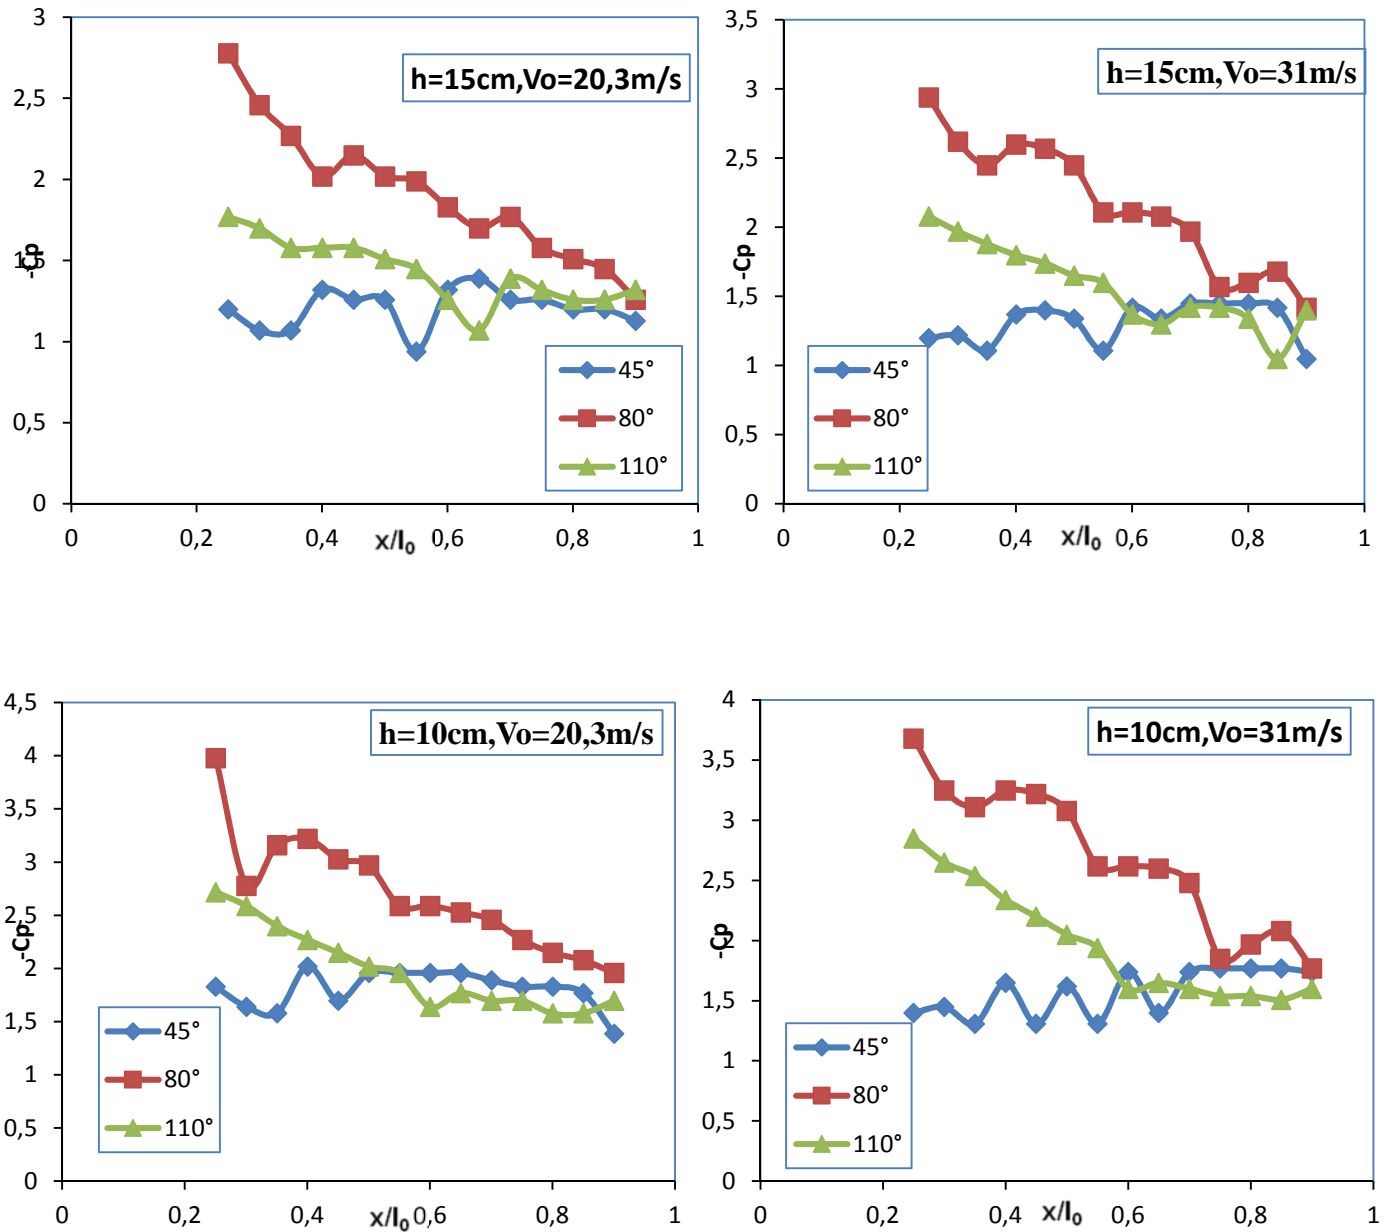 3
2,5
2
1,5
1
0,5
0
-Cp
h=15cm,Vo=20,3m/s
45°
80°
110°
0 0,2 0,4 0,6 0,8 1
x/l₀
3,5
3
2,5
2
1,5
1
0,5
0
-Cp
h=15cm,Vo=31m/s
45°
80°
110°
0 0,2 0,4 0,6 0,8 1
x/l₀
4,5
4
3,5
3
2,5
2
1,5
1
0,5
0
-Cp
h=10cm,Vo=20,3m/s
45°
80°
110°
0 0,2 0,4 0,6 0,8 1
x/l₀
4
3,5
3
2,5
2
1,5
1
0,5
0
-Cp
h=10cm,Vo=31m/s
45°
80°
110°
0 0,2 0,4 0,6 0,8 1
x/l₀